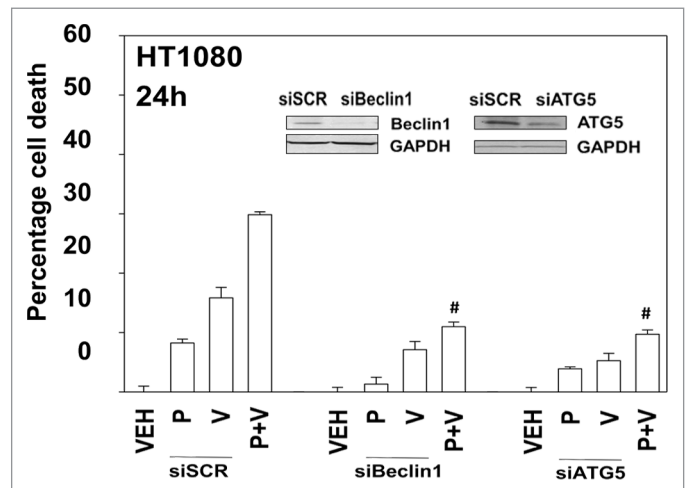 Percentage cell death
60
50
40
30
20
10
0
HT1080
24h
siSCR siBeclin1
Beclin1
GAPDH
siSCR siATG5
ATG5
GAPDH
#
#
VEH P V P+V VEH P V P+V VEH P V P+V
siSCR siBeclin1 siATG5